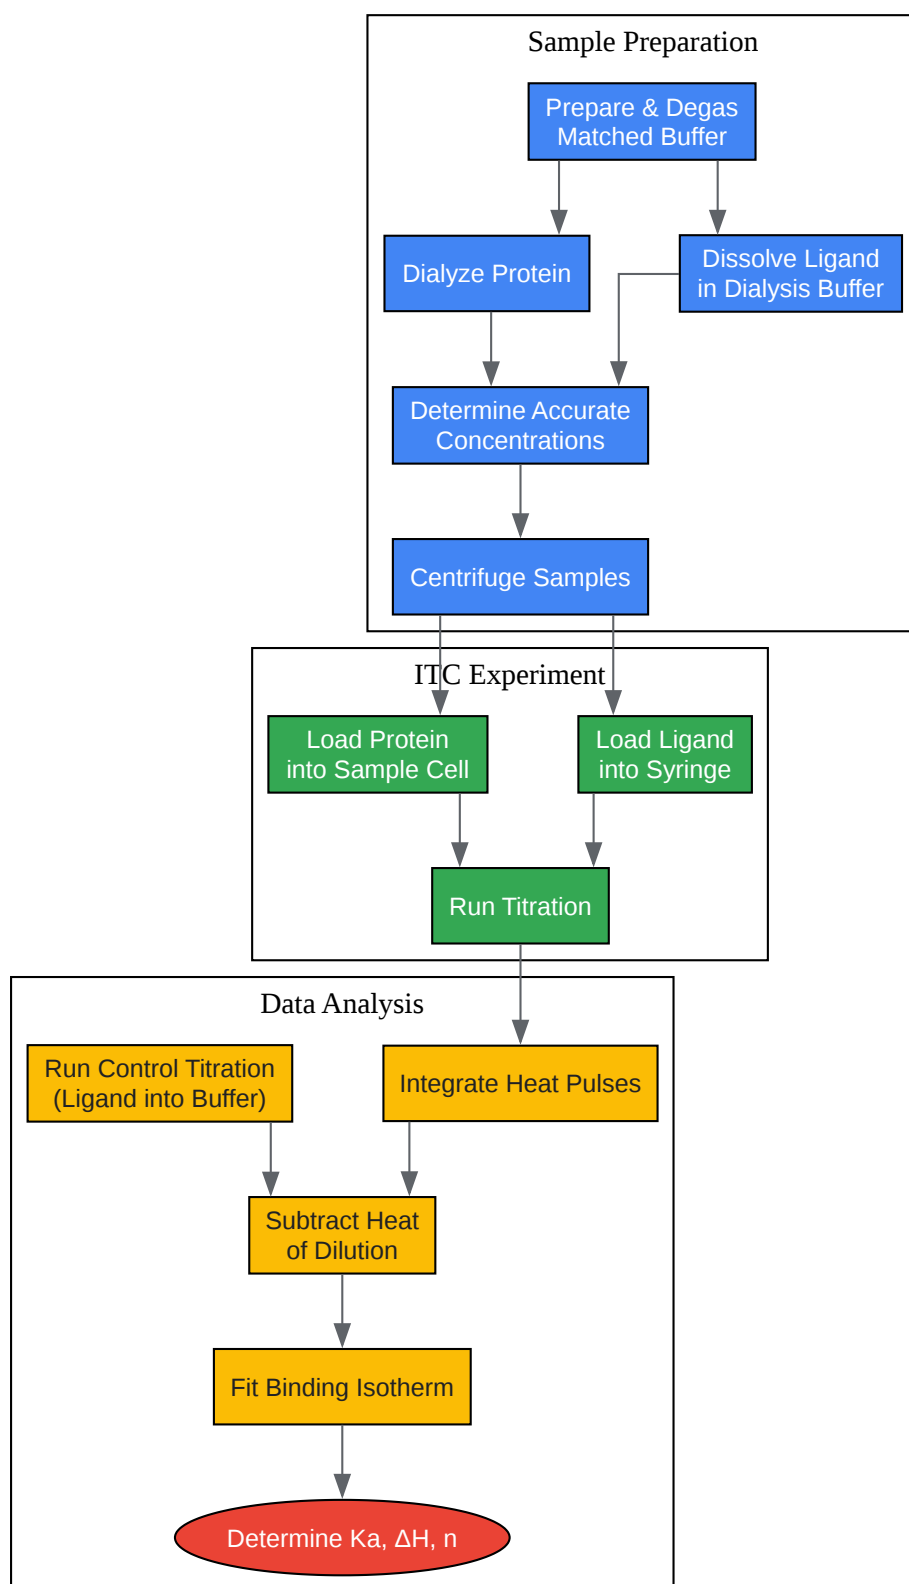 Sample Preparation
Prepare & Degas
Matched Buffer
Dialyze Protein
Dissolve Ligand
in Dialysis Buffer
Determine Accurate
Concentrations
Centrifuge Samples
ITC Experiment
Load Protein
into Sample Cell
Load Ligand
into Syringe
Run Titration
Data Analysis
Run Control Titration
(Ligand into Buffer)
Integrate Heat Pulses
Subtract Heat
of Dilution
Fit Binding Isotherm
Determine Ka, ΔH, n